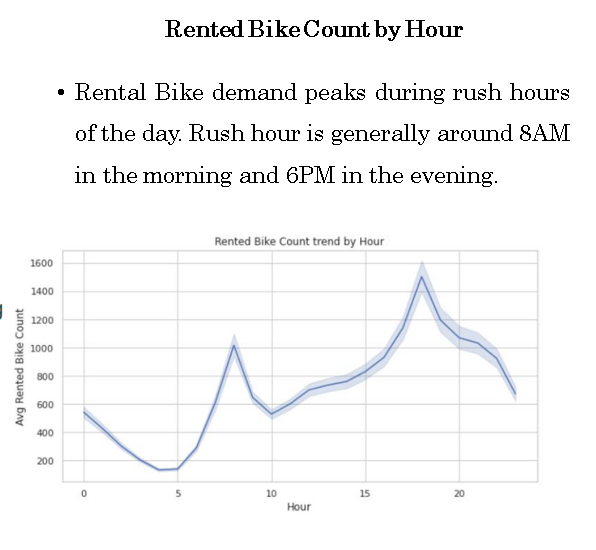 Rented Bike Count by Hour
• Rental Bike demand peaks during rush hours
of the day. Rush hour is generally around 8AM
in the morning and 6PM in the evening.
Rented Bike Count trend by Hour
1600
1400
1200
1000
800
600
400
200
Avg Rented Bike Count
0 5 10 15 20
Hour